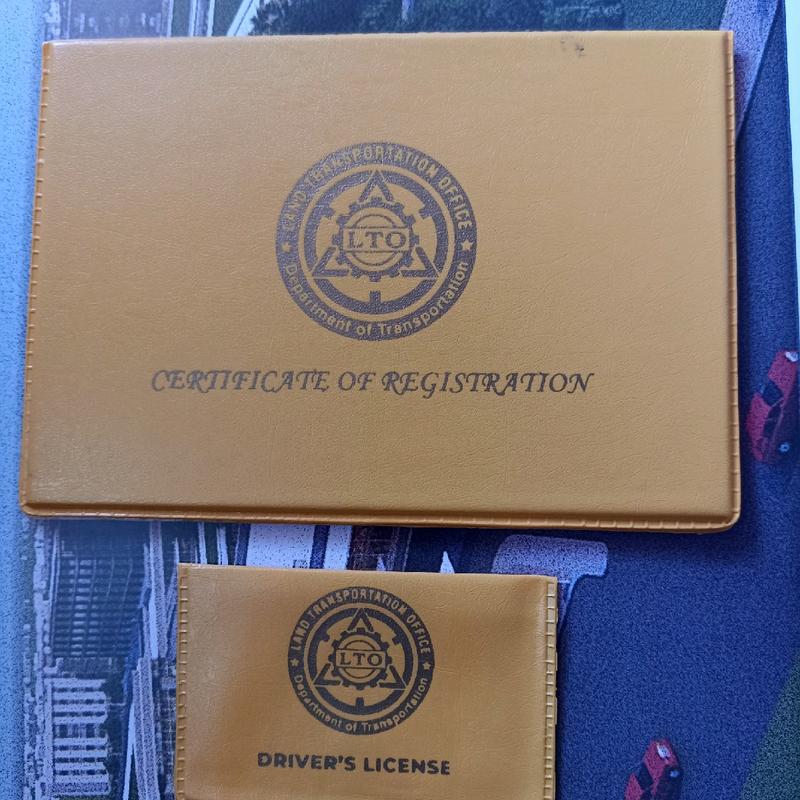 LAND TRANSPORTATION OFFICE
LTO
Department of Transportation
CERTIFICATE OF REGISTRATION
LAND TRANSPORTATION OFFICE
LTO
Department of Transportation
DRIVER'S LICENSE